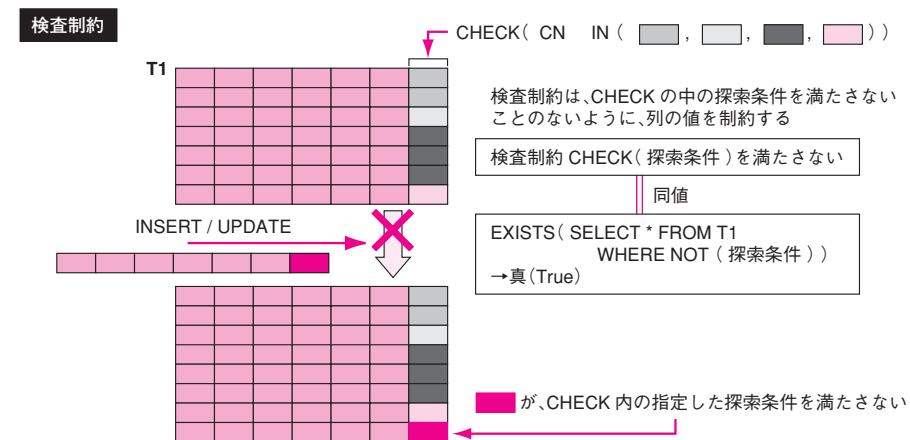 検査制約
CHECK( CN IN ( , , , ))
T1
検査制約は、CHECK の中の探索条件を満たさない
ことのないように、列の値を制約する
検査制約 CHECK( 探索条件 )を満たさない
同値
INSERT / UPDATE
EXISTS( SELECT * FROM T1
WHERE NOT ( 探索条件 ) )
→真(True)
が、CHECK 内の指定した探索条件を満たさない